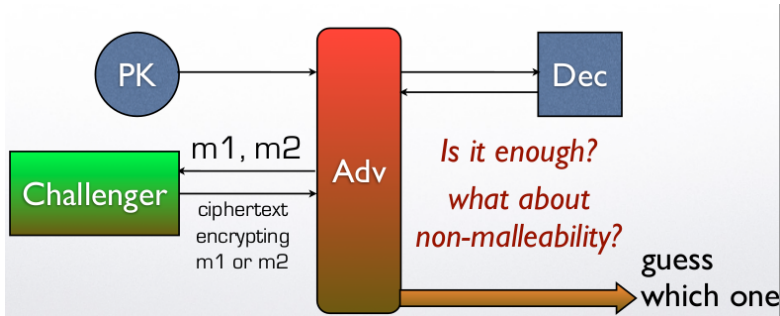 PK
Dec
m1, m2
Adv
Challenger
ciphertext
encrypting
m1 or m2
Is it enough?
what about
non-malleability?
guess
which one